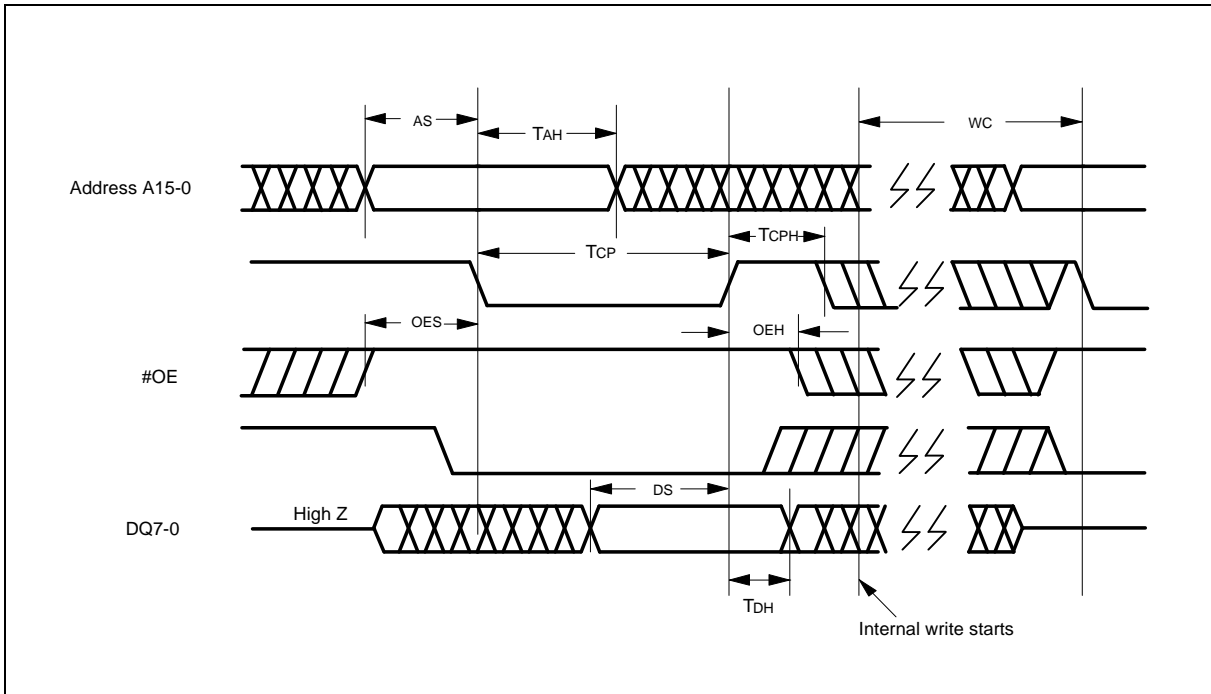 AS
TAH
WC
Address A15-0
TCPH
TCP
OES
OEH
#OE
DS
High Z
DQ7-0
TDH
Internal write starts